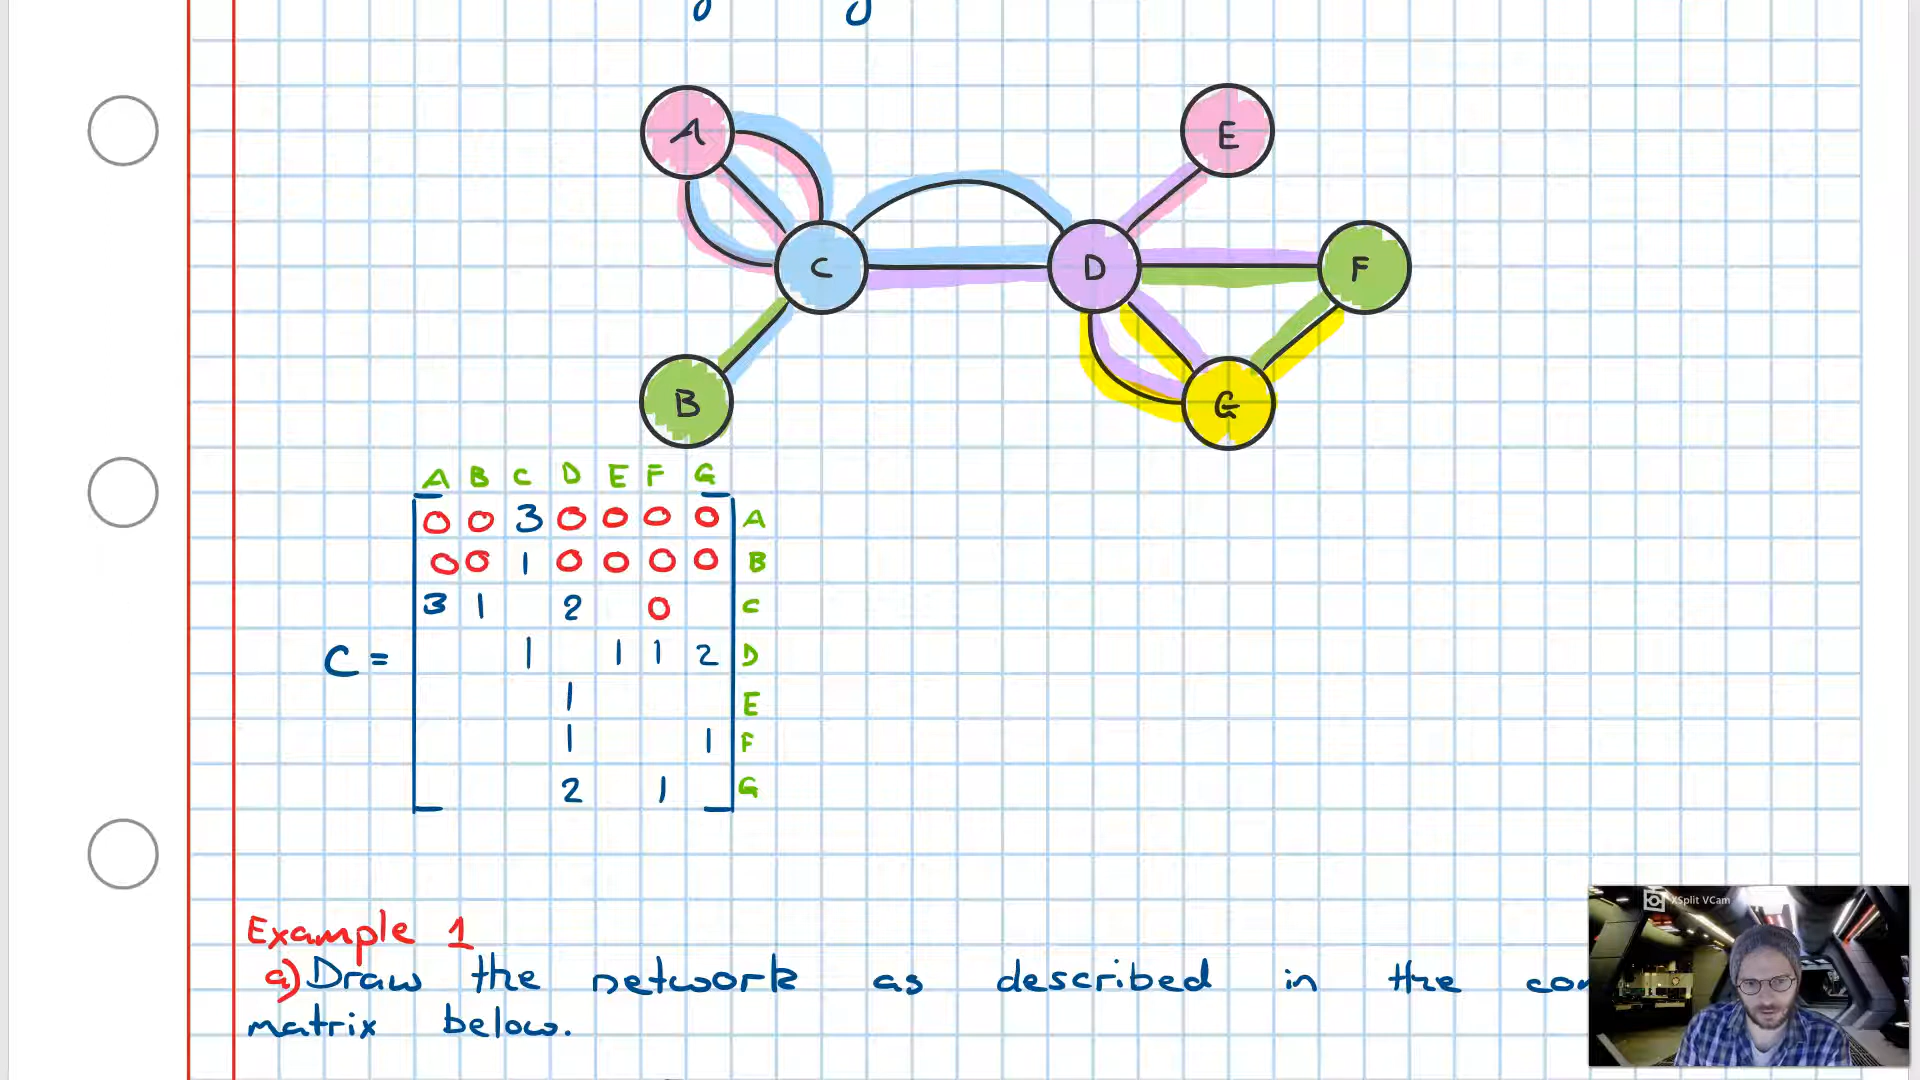 A
E
C
D
F
B
G
A B C D E F G
0 0 3 0 0 0 0 A
0 0 1 0 0 0 0 B
3 1 2 0 C
C = 1 1 1 2 D
1 E
1 1 F
2 1 G
XSplit VCam
Example 1
a) Draw the network as described in the
matrix below.